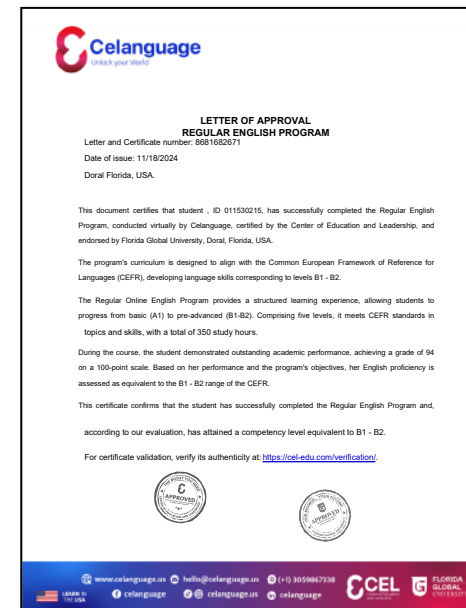 Celanguage
Unlock your World
LETTER OF APPROVAL
REGULAR ENGLISH PROGRAM
Letter and Certificate number: 8681682671
Date of issue: 11/18/2024
Doral Florida, USA.
This document certifies that student , ID 011530215, has successfully completed the Regular English
Program, conducted virtually by Celanguage, certified by the Center of Education and Leadership, and
endorsed by Florida Global University, Doral, Florida, USA.
The program's curriculum is designed to align with the Common European Framework of Reference for
Languages (CEFR), developing language skills corresponding to levels B1 - B2.
The Regular Online English Program provides a structured learning experience, allowing students to
progress from basic (A1) to pre-advanced (B1-B2). Comprising five levels, it meets CEFR standards in
topics and skills, with a total of 350 study hours.
During the course, the student demonstrated outstanding academic performance, achieving a grade of 94
on a 100-point scale. Based on her performance and the program's objectives, her English proficiency is
assessed as equivalent to the B1 - B2 range of the CEFR.
This certificate confirms that the student has successfully completed the Regular English Program and,
according to our evaluation, has attained a competency level equivalent to B1 - B2.
For certificate validation, verify its authenticity at: https://cel-edu.com/verification/.
APPROVED
APPROVED
www.celanguage.us hello@celanguage.us (+1) 3059867338
LEARN IN
THE USA
celanguage celanguage.us celanguage
CEL
FLORIDA
GLOBAL
UNIVERSITY